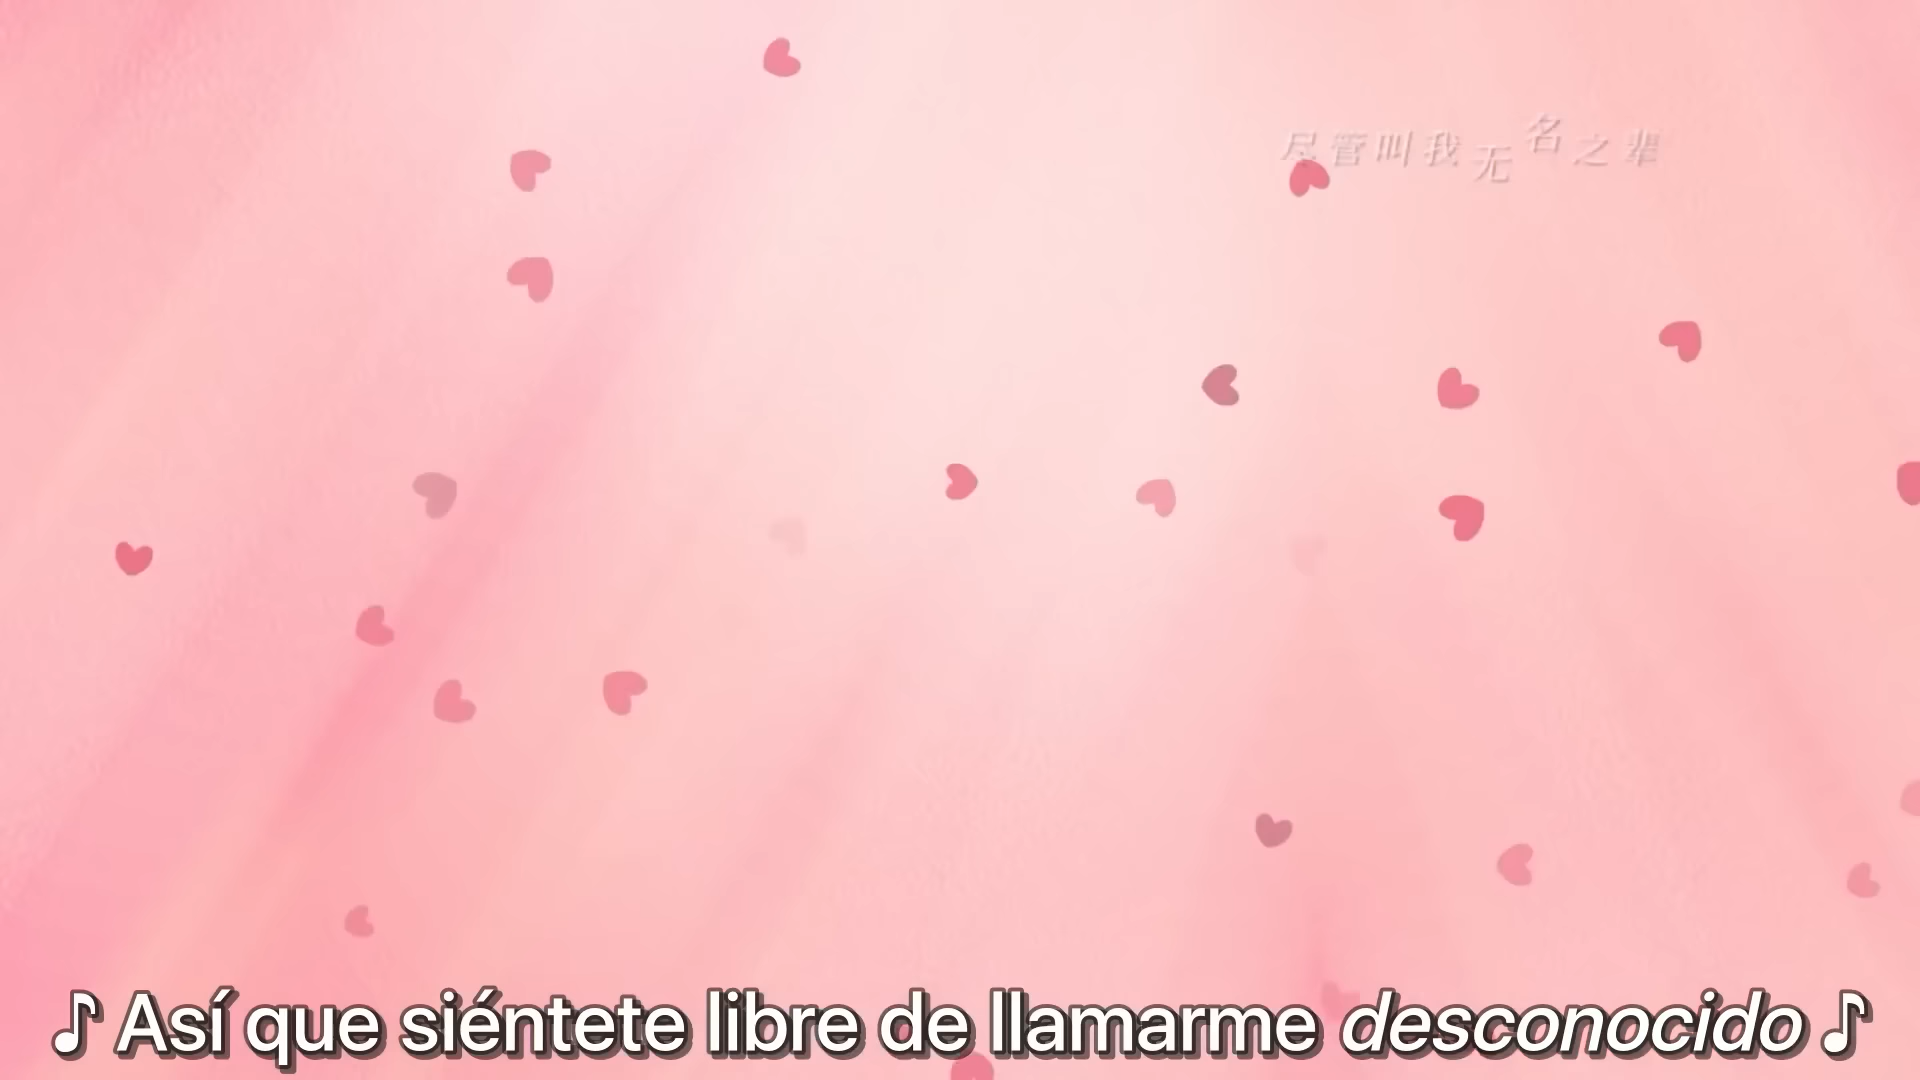 尽管叫我无名之辈
♪ Así que siéntete libre de llamarme desconocido ♪